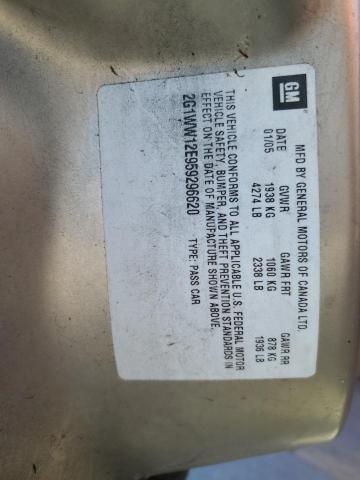 GM
MFD BY GENERAL MOTORS OF CANADA LTD.
DATE GVWR GAWR FRT GAWR RR
01/05 1938 KG 1060 KG 878 KG
4274 LB 2338 LB 1936 LB
THIS VEHICLE CONFORMS TO ALL APPLICABLE U.S. FEDERAL MOTOR
VEHICLE SAFETY, BUMPER, AND THEFT PREVENTION STANDARDS IN
EFFECT ON THE DATE OF MANUFACTURE SHOWN ABOVE.
2G1WW12E959296620 TYPE: PASS CAR